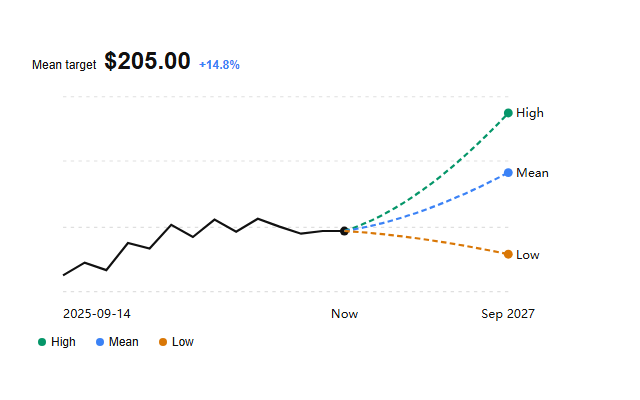 Mean target $205.00 +14.8%
High
Mean
Low
2025-09-14 Now Sep 2027
High Mean Low